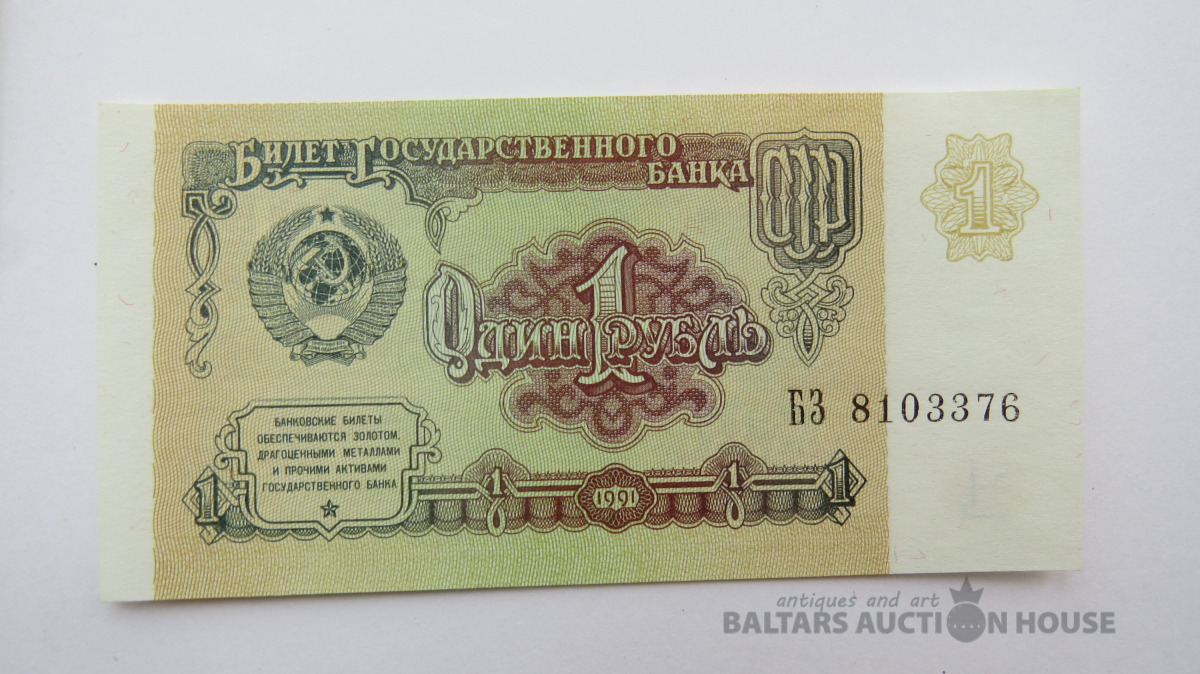 БИЛЕТ ГОСУДАРСТВЕННОГО
БАНКА
СССР
1
1
ОДИН РУБЛЬ
БЗ 8103376
БАНКОВСКИЕ БИЛЕТЫ
ОБЕСПЕЧИВАЮТСЯ ЗОЛОТОМ,
ДРАГОЦЕННЫМИ МЕТАЛЛАМИ
И ПРОЧИМИ АКТИВАМИ
ГОСУДАРСТВЕННОГО БАНКА
1 1 1991 1 1
antiques and art
BALTARS AUCTION HOUSE